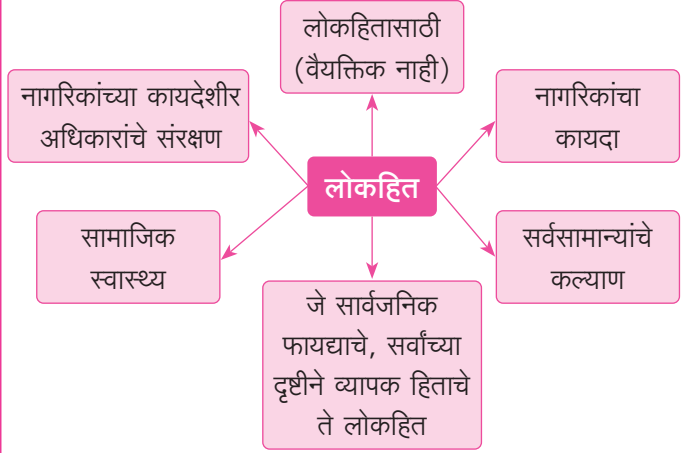 लोकहितासाठी
(वैयक्तिक नाही)
नागरिकांच्या कायदेशीर
अधिकारांचे संरक्षण
नागरिकांचा
कायदा
लोकहित
सामाजिक
स्वास्थ्य
सर्वसामान्यांचे
कल्याण
जे सार्वजनिक
फायद्याचे, सर्वांच्या
दृष्टीने व्यापक हिताचे
ते लोकहित